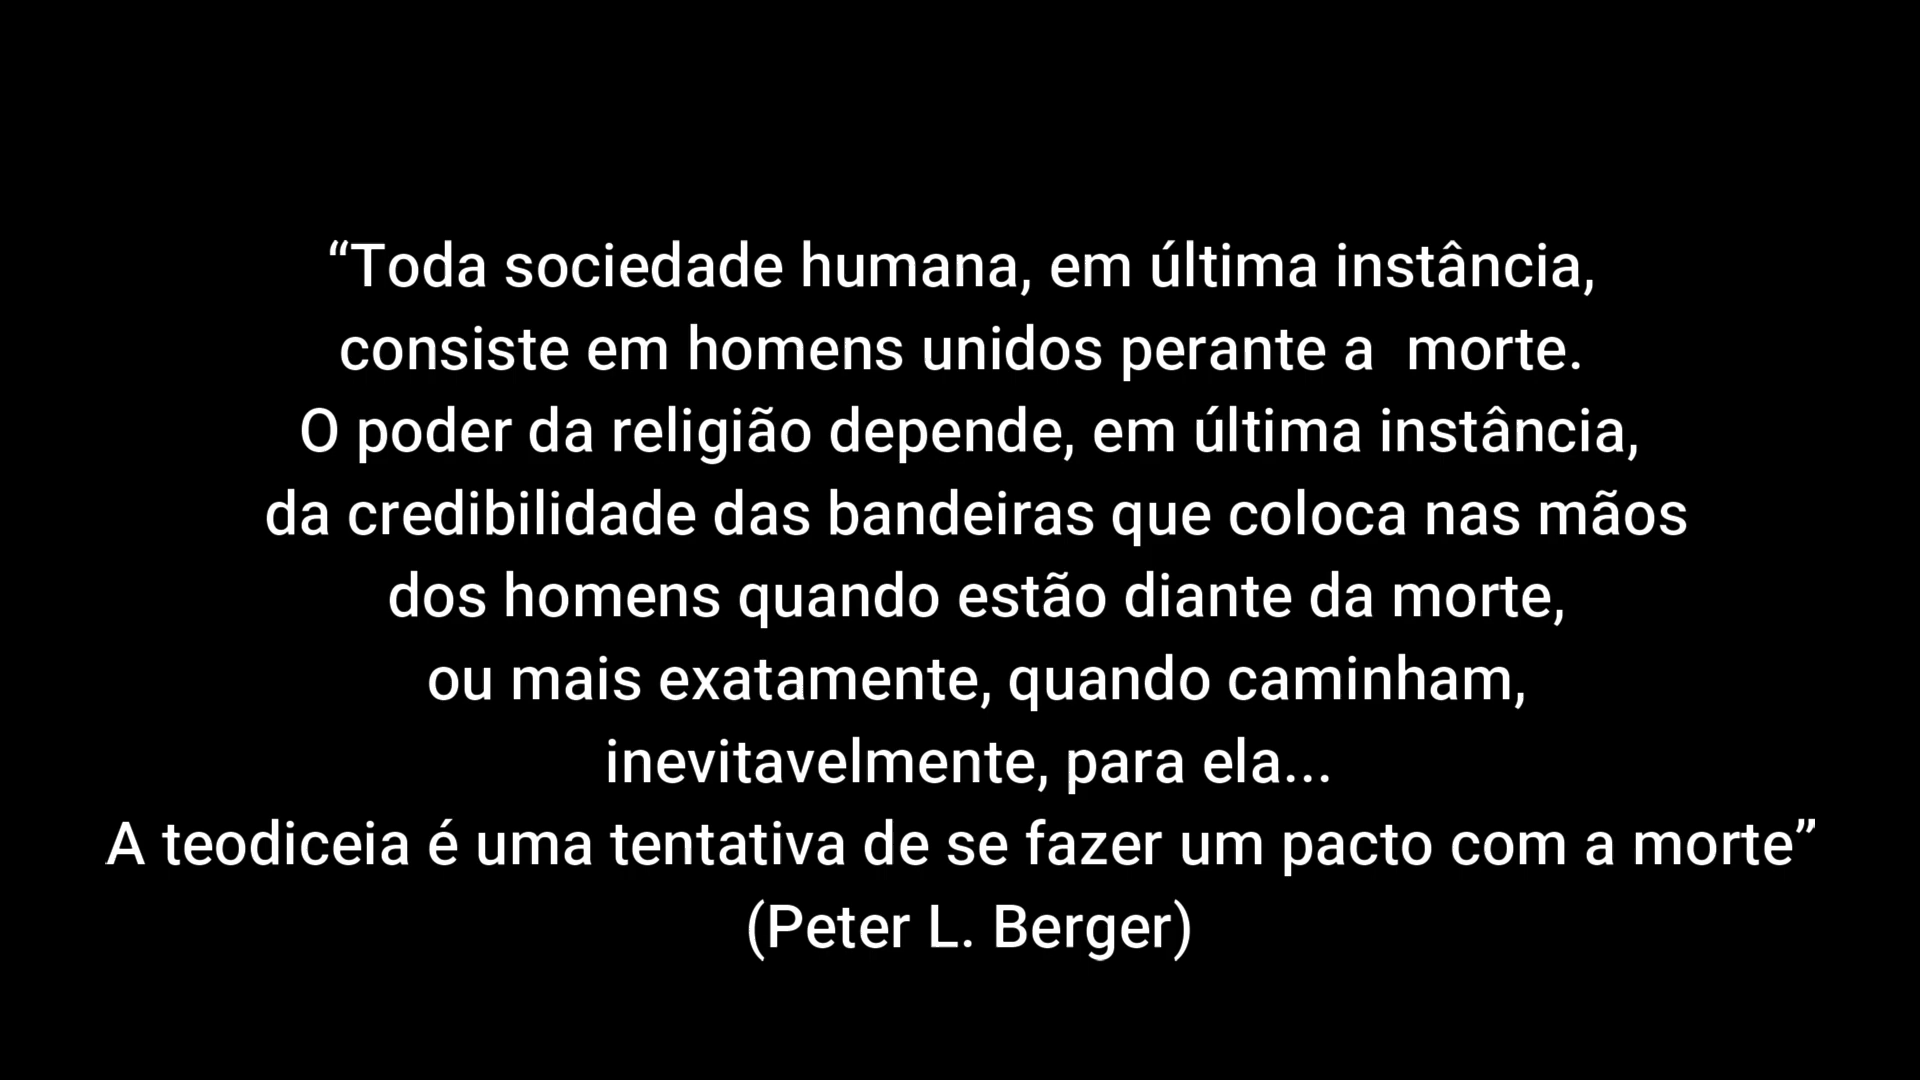 “Toda sociedade humana, em última instância,
consiste em homens unidos perante a  morte.
O poder da religião depende, em última instância,
da credibilidade das bandeiras que coloca nas mãos
dos homens quando estão diante da morte,
ou mais exatamente, quando caminham,
inevitavelmente, para ela...
A teodiceia é uma tentativa de se fazer um pacto com a morte”
(Peter L. Berger)